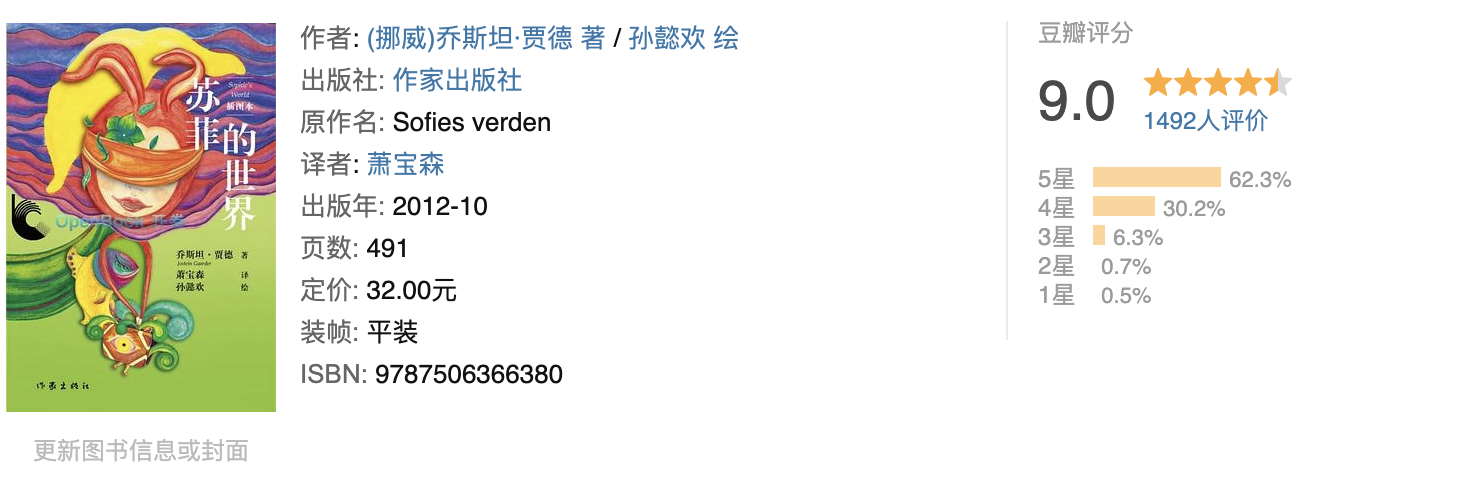 苏菲的世界
Sophie's World
插图本
OpenBook 开卷
乔斯坦·贾德 著
Jostein Gaarder
萧宝森 译
孙懿欢 绘
作家出版社
更新图书信息或封面
作者: (挪威)乔斯坦·贾德 著 / 孙懿欢 绘
出版社: 作家出版社
原作名: Sofies verden
译者: 萧宝森
出版年: 2012-10
页数: 491
定价: 32.00元
装帧: 平装
ISBN: 9787506366380
豆瓣评分
9.0
1492人评价
5星 62.3%
4星 30.2%
3星 6.3%
2星 0.7%
1星 0.5%